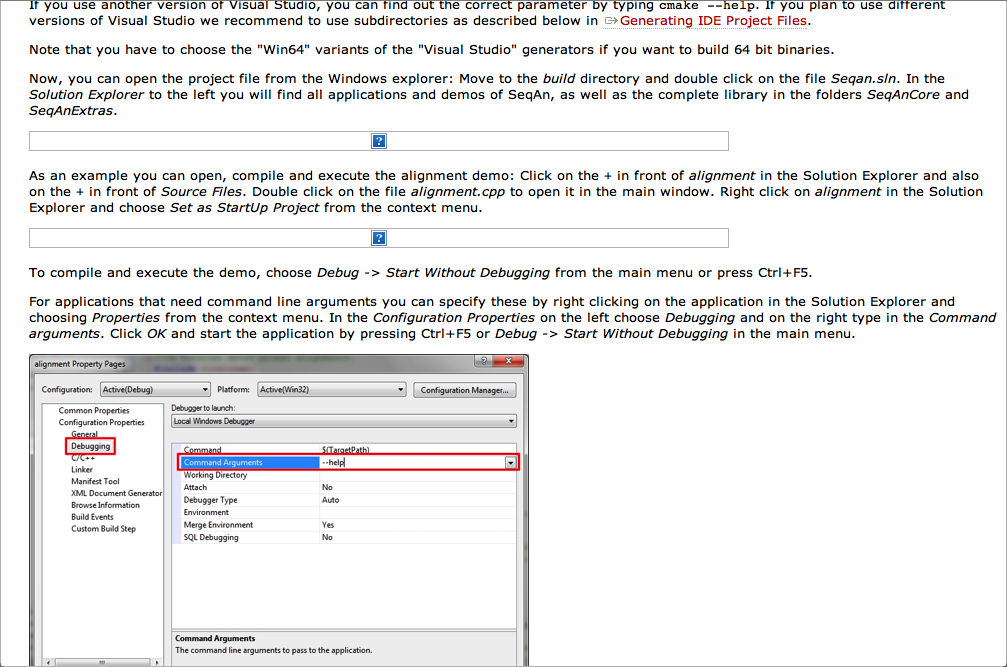 If you use another version of Visual Studio, you can find out the correct parameter by typing cmake --help. If you plan to use different
versions of Visual Studio we recommend to use subdirectories as described below in Generating IDE Project Files.
Note that you have to choose the "Win64" variants of the "Visual Studio" generators if you want to build 64 bit binaries.
Now, you can open the project file from the Windows explorer: Move to the build directory and double click on the file Seqan.sln. In the
Solution Explorer to the left you will find all applications and demos of SeqAn, as well as the complete library in the folders SeqAnCore and
SeqAnExtras.
?
As an example you can open, compile and execute the alignment demo: Click on the + in front of alignment in the Solution Explorer and also
on the + in front of Source Files. Double click on the file alignment.cpp to open it in the main window. Right click on alignment in the Solution
Explorer and choose Set as StartUp Project from the context menu.
?
To compile and execute the demo, choose Debug -> Start Without Debugging from the main menu or press Ctrl+F5.
For applications that need command line arguments you can specify these by right clicking on the application in the Solution Explorer and
choosing Properties from the context menu. In the Configuration Properties on the left choose Debugging and on the right type in the Command
arguments. Click OK and start the application by pressing Ctrl+F5 or Debug -> Start Without Debugging in the main menu.
alignment Property Pages
Configuration: Active(Debug) Platform: Active(Win32) Configuration Manager...
Common Properties
Configuration Properties
General
Debugging
C/C++
Linker
Manifest Tool
XML Document Generator
Browse Information
Build Events
Custom Build Step
Debugger to launch:
Local Windows Debugger
Command $(TargetPath)
Command Arguments --help
Working Directory
Attach No
Debugger Type Auto
Environment
Merge Environment Yes
SQL Debugging No
Command Arguments
The command line arguments to pass to the application.